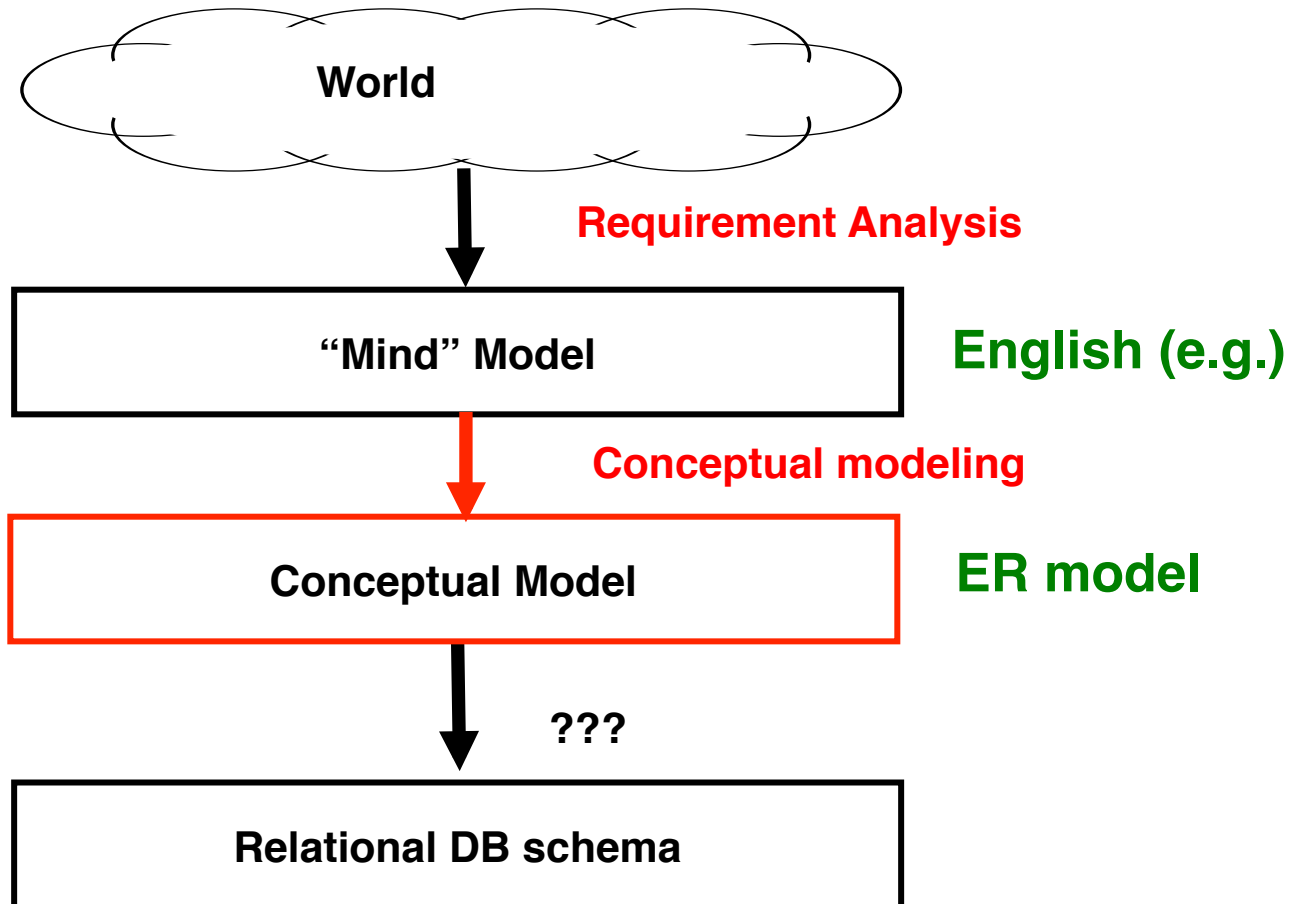 World
Requirement Analysis
“Mind” Model
English (e.g.)
Conceptual modeling
Conceptual Model
ER model
???
Relational DB schema